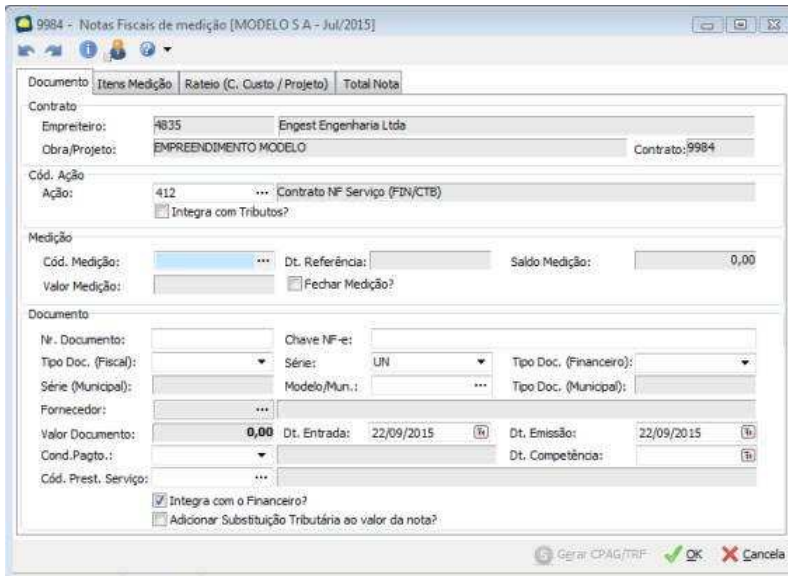 9984 - Notas Fiscais de medição [MODELO S A - Jul/2015]
Documento Itens Medição Rateio (C. Custo / Projeto) Total Nota
Contrato
Empreiteiro: 4835 Engest Engenharia Ltda
Obra/Projeto: EMPREENDIMENTO MODELO Contrato: 9984
Cód. Ação
Ação: 412 ... Contrato NF Serviço (FIN/CTB)
Integra com Tributos?
Medição
Cód. Medição: ... Dt. Referência: Saldo Medição: 0,00
Valor Medição: Fechar Medição?
Documento
Nr. Documento: Chave NF-e:
Tipo Doc. (Fiscal): Série: UN Tipo Doc. (Financeiro):
Série (Municipal): Modelo/Mun.: ... Tipo Doc. (Municipal):
Fornecedor: ...
Valor Documento: 0,00 Dt. Entrada: 22/09/2015 Dt. Emissão: 22/09/2015
Cond.Pagto.: Dt. Competência:
Cód. Prest. Serviço: ...
Integra com o Financeiro?
Adicionar Substituição Tributária ao valor da nota?
Gerar CPAG/TRF OK Cancela